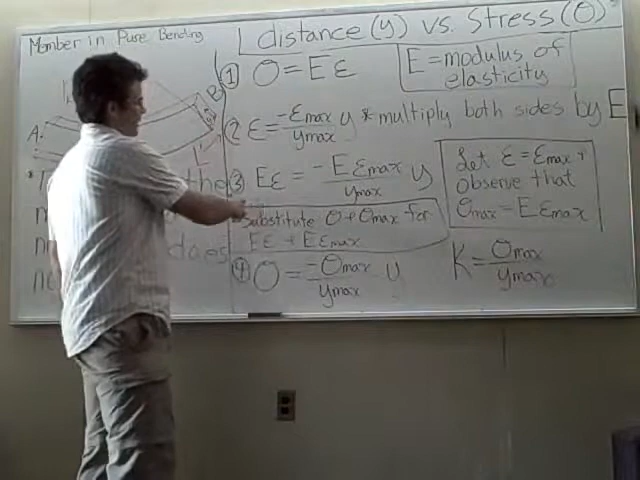 Member in Pure Bending
distance (y) vs. Stress (σ)
① σ = Eε
E = modulus of
elasticity
② ε = -εmax/ymax y * multiply both sides by E
③ Eε = -Eεmax/ymax y
Let ε = εmax +
observe that
σmax = Eεmax
Substitute σ + σmax for
Eε + Eεmax
④ σ = -σmax/ymax y
K = σmax/ymax
A
B
L'
the
does